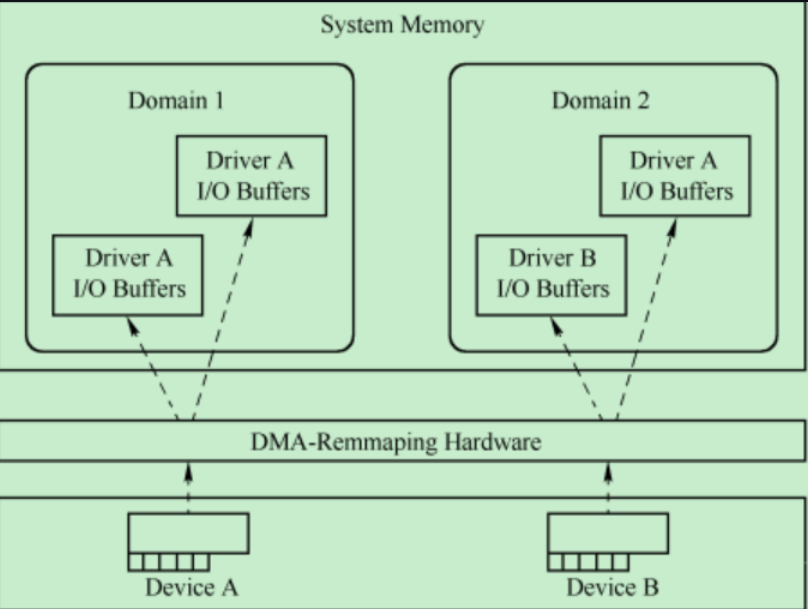 System Memory
Domain 1
Domain 2
Driver A
I/O Buffers
Driver A
I/O Buffers
Driver A
I/O Buffers
Driver B
I/O Buffers
DMA-Remmaping Hardware
Device A
Device B